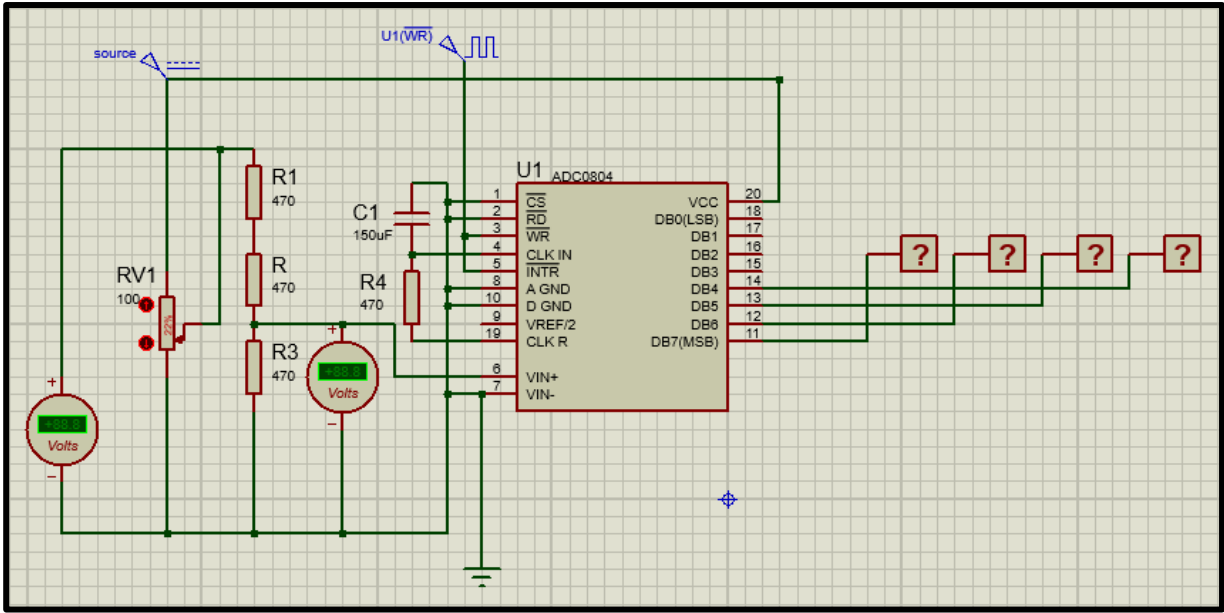 source
U1(WR)
R1
470
R
470
R3
470
RV1
100
22%
+88.8
Volts
+88.8
Volts
C1
150uF
R4
470
U1
ADC0804
1 CS
2 RD
3 WR
4 CLK IN
5 INTR
8 A GND
10 D GND
9 VREF/2
19 CLK R
6 VIN+
7 VIN-
VCC 20
DB0(LSB) 18
DB1 17
DB2 16
DB3 15
DB4 14
DB5 13
DB6 12
DB7(MSB) 11
? ? ? ?